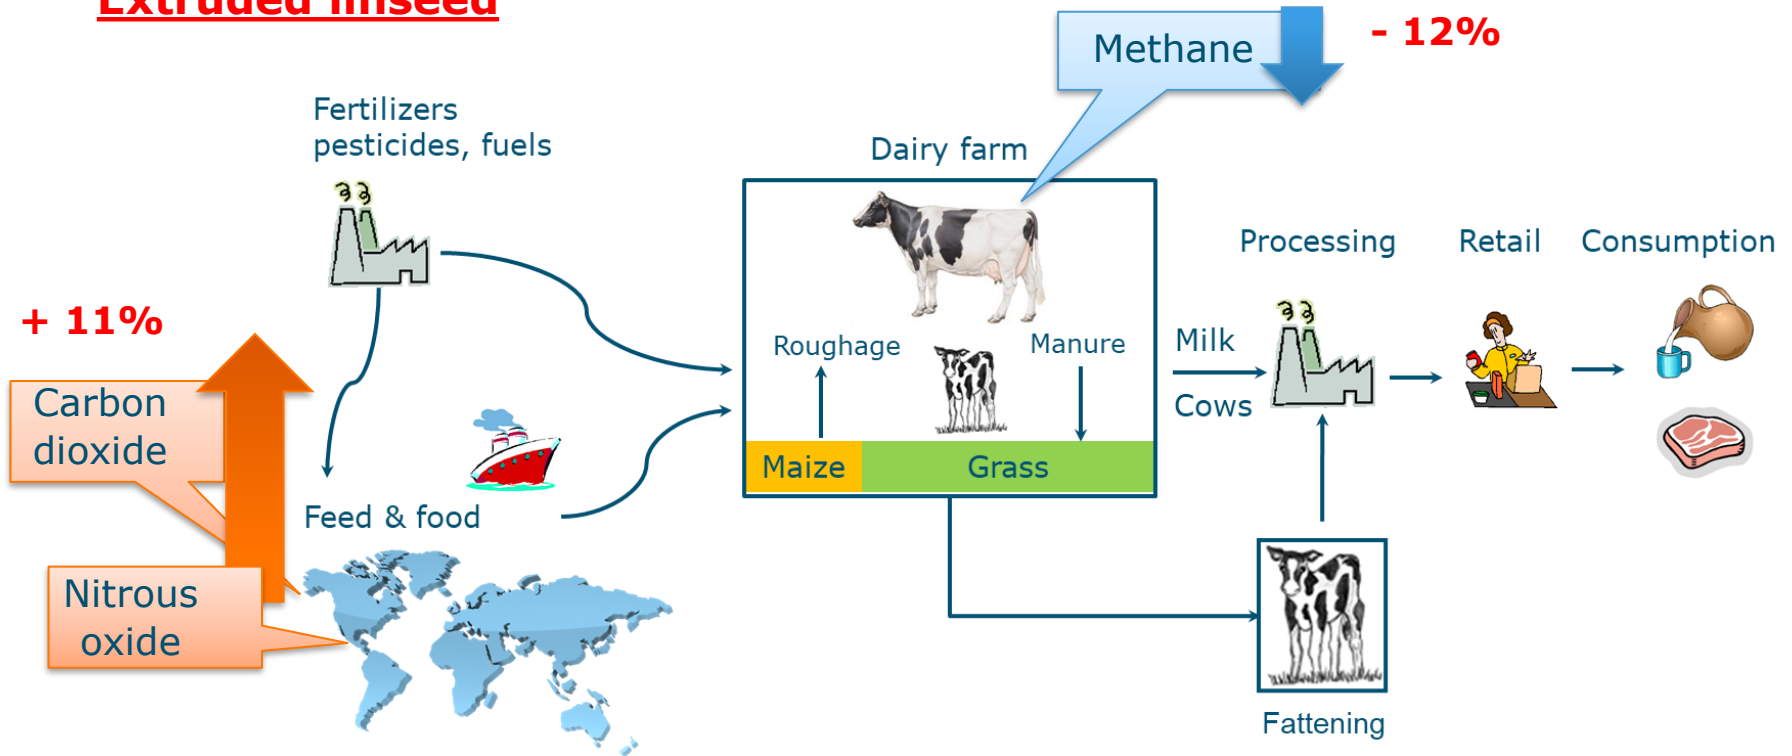 Extruded linseed
Methane
- 12%
Fertilizers
pesticides, fuels
Dairy farm
Processing
Retail
Consumption
+ 11%
Roughage
Manure
Milk
Cows
Carbon
dioxide
Maize
Grass
Feed & food
Nitrous
oxide
Fattening